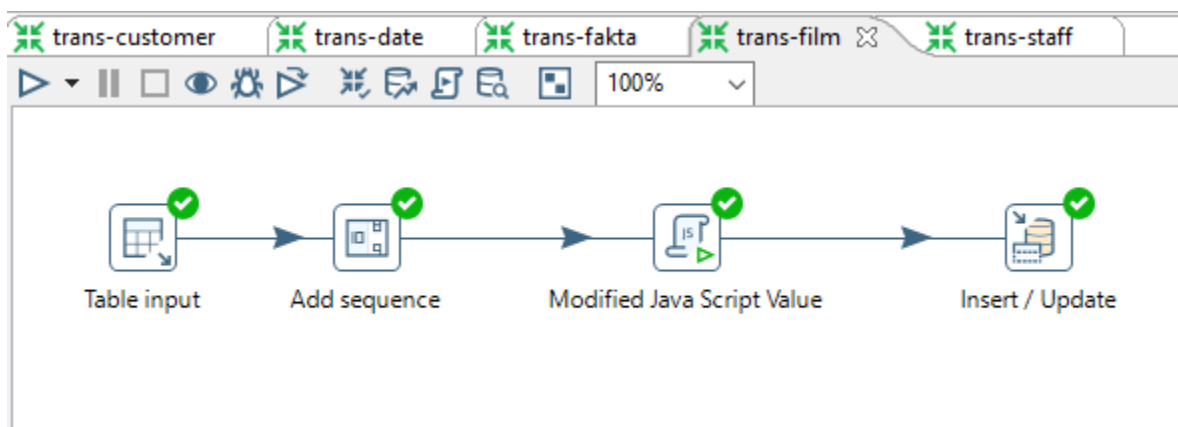 trans-customer trans-date trans-fakta trans-film trans-staff
100%
Table input Add sequence Modified Java Script Value Insert / Update